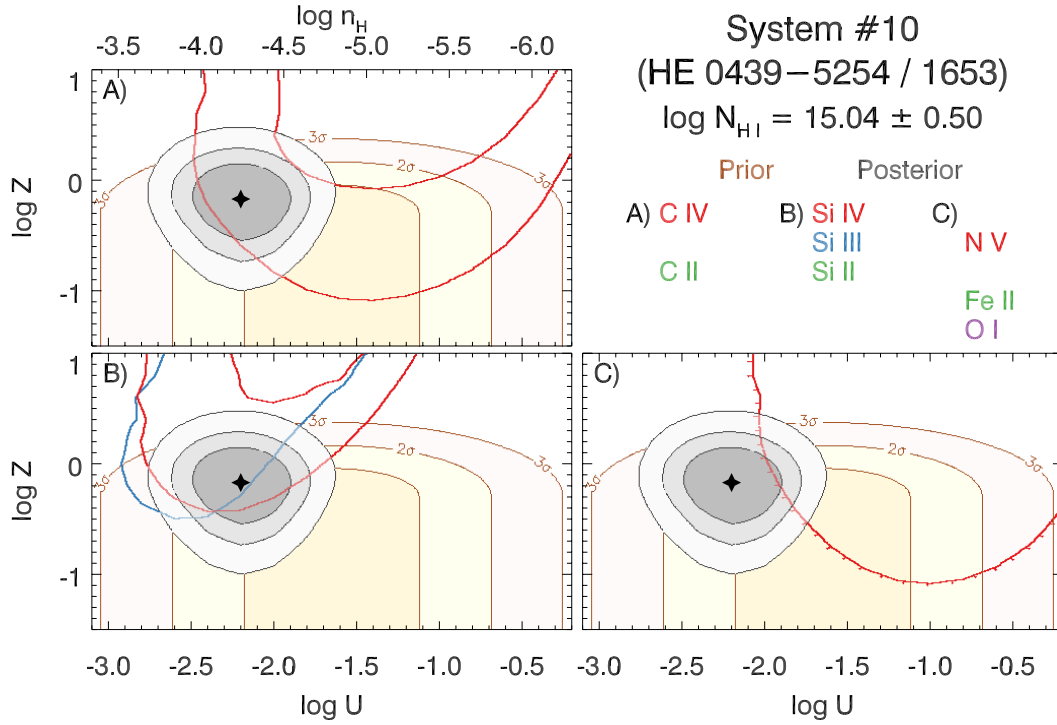 log n_H
-3.5 -4.0 -4.5 -5.0 -5.5 -6.0
System #10
(HE 0439−5254 / 1653)
log N_H I = 15.04 ± 0.50
Prior Posterior
A) C IV B) Si IV C)
Si III N V
C II Si II
Fe II
O I
A)
1
0
-1
log Z
3σ
3σ
2σ
3σ
B)
1
0
-1
log Z
3σ
3σ
2σ
3σ
C)
3σ
3σ
2σ
3σ
-3.0 -2.5 -2.0 -1.5 -1.0 -0.5
log U
-3.0 -2.5 -2.0 -1.5 -1.0 -0.5
log U